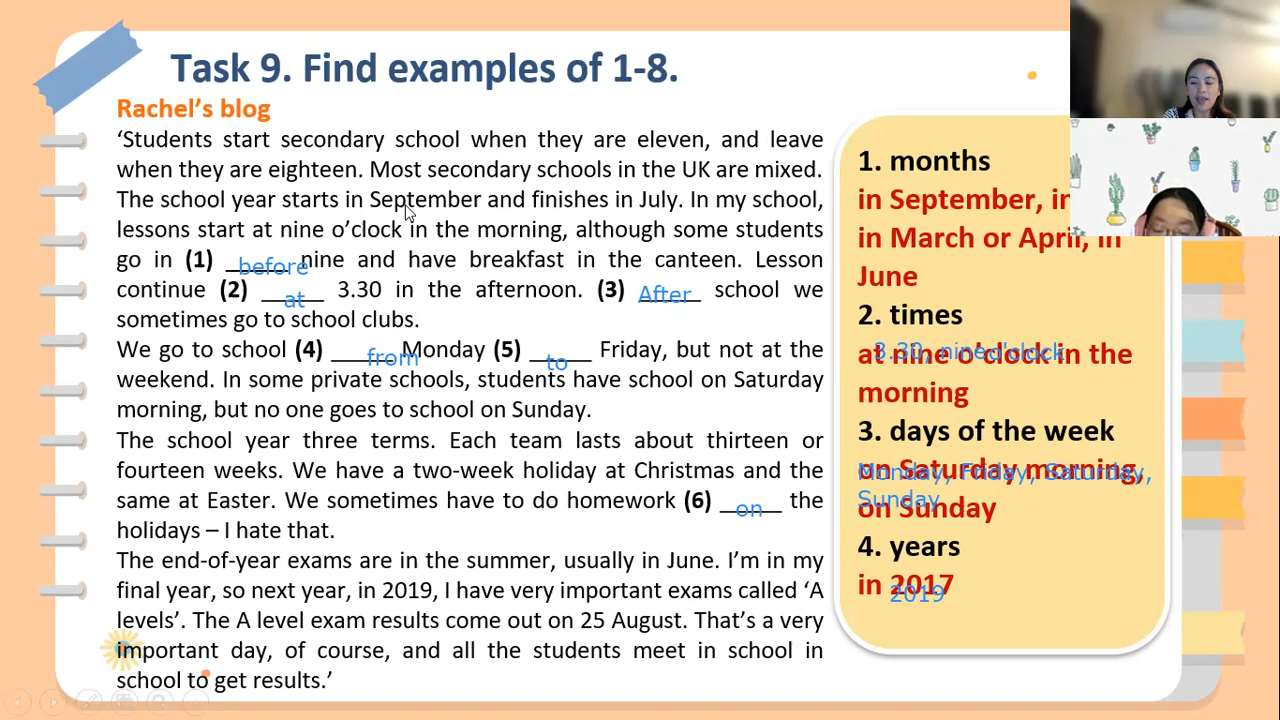 Task 9. Find examples of 1-8.
Rachel's blog
‘Students start secondary school when they are eleven, and leave
when they are eighteen. Most secondary schools in the UK are mixed.
The school year starts in September and finishes in July. In my school,
lessons start at nine o’clock in the morning, although some students
go in (1) before nine and have breakfast in the canteen. Lesson
continue (2) at 3.30 in the afternoon. (3) After school we
sometimes go to school clubs.
We go to school (4) from Monday (5) to Friday, but not at the
weekend. In some private schools, students have school on Saturday
morning, but no one goes to school on Sunday.
The school year three terms. Each team lasts about thirteen or
fourteen weeks. We have a two-week holiday at Christmas and the
same at Easter. We sometimes have to do homework (6) on the
holidays – I hate that.
The end-of-year exams are in the summer, usually in June. I’m in my
final year, so next year, in 2019, I have very important exams called ‘A
levels’. The A level exam results come out on 25 August. That’s a very
important day, of course, and all the students meet in school in
school to get results.’
1. months
in September, in
in March or April, in
June
2. times
at nine o'clock in the
3.30, nine o'clock
morning
3. days of the week
on Saturday morning,
Monday, Friday, Saturday,
Sunday
on Sunday
4. years
in 2017
2019